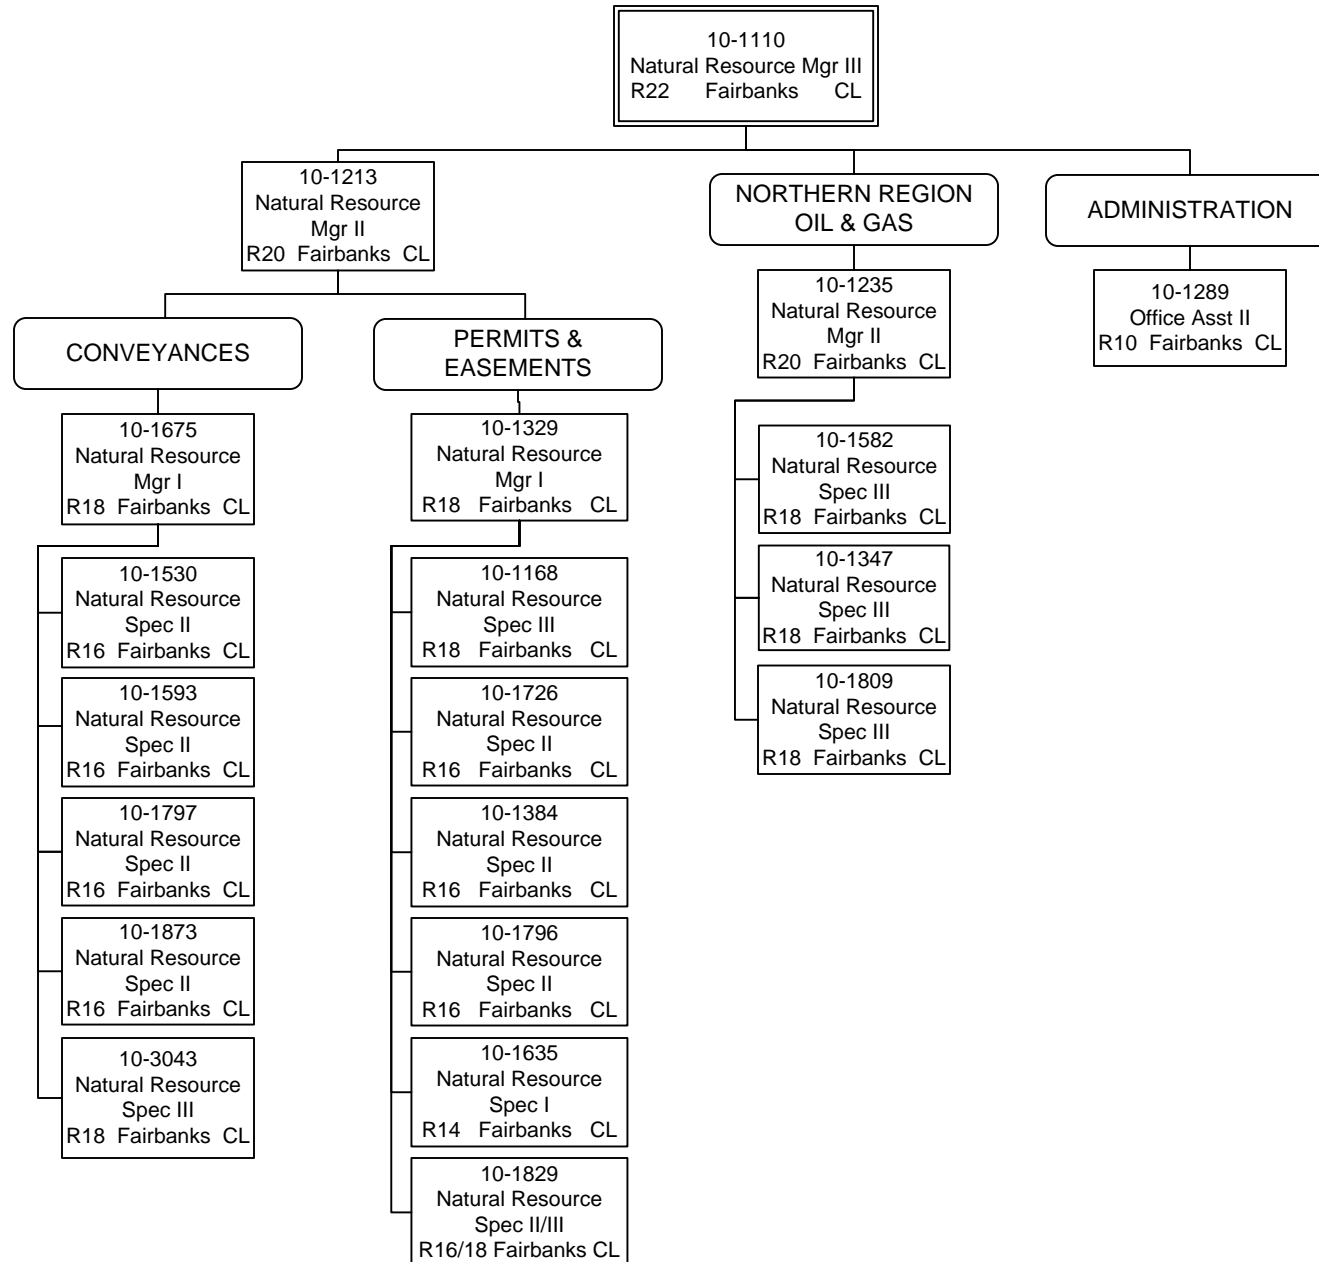 10-1110
Natural Resource Mgr III
R22 Fairbanks CL
10-1213
Natural Resource
Mgr II
R20 Fairbanks CL
NORTHERN REGION
OIL & GAS
ADMINISTRATION
10-1235
Natural Resource
Mgr II
R20 Fairbanks CL
10-1289
Office Asst II
R10 Fairbanks CL
CONVEYANCES
PERMITS &
EASEMENTS
10-1675
Natural Resource
Mgr I
R18 Fairbanks CL
10-1530
Natural Resource
Spec II
R16 Fairbanks CL
10-1593
Natural Resource
Spec II
R16 Fairbanks CL
10-1797
Natural Resource
Spec II
R16 Fairbanks CL
10-1873
Natural Resource
Spec II
R16 Fairbanks CL
10-3043
Natural Resource
Spec III
R18 Fairbanks CL
10-1329
Natural Resource
Mgr I
R18 Fairbanks CL
10-1168
Natural Resource
Spec III
R18 Fairbanks CL
10-1726
Natural Resource
Spec II
R16 Fairbanks CL
10-1384
Natural Resource
Spec II
R16 Fairbanks CL
10-1796
Natural Resource
Spec II
R16 Fairbanks CL
10-1635
Natural Resource
Spec I
R14 Fairbanks CL
10-1829
Natural Resource
Spec II/III
R16/18 Fairbanks CL
10-1582
Natural Resource
Spec III
R18 Fairbanks CL
10-1347
Natural Resource
Spec III
R18 Fairbanks CL
10-1809
Natural Resource
Spec III
R18 Fairbanks CL